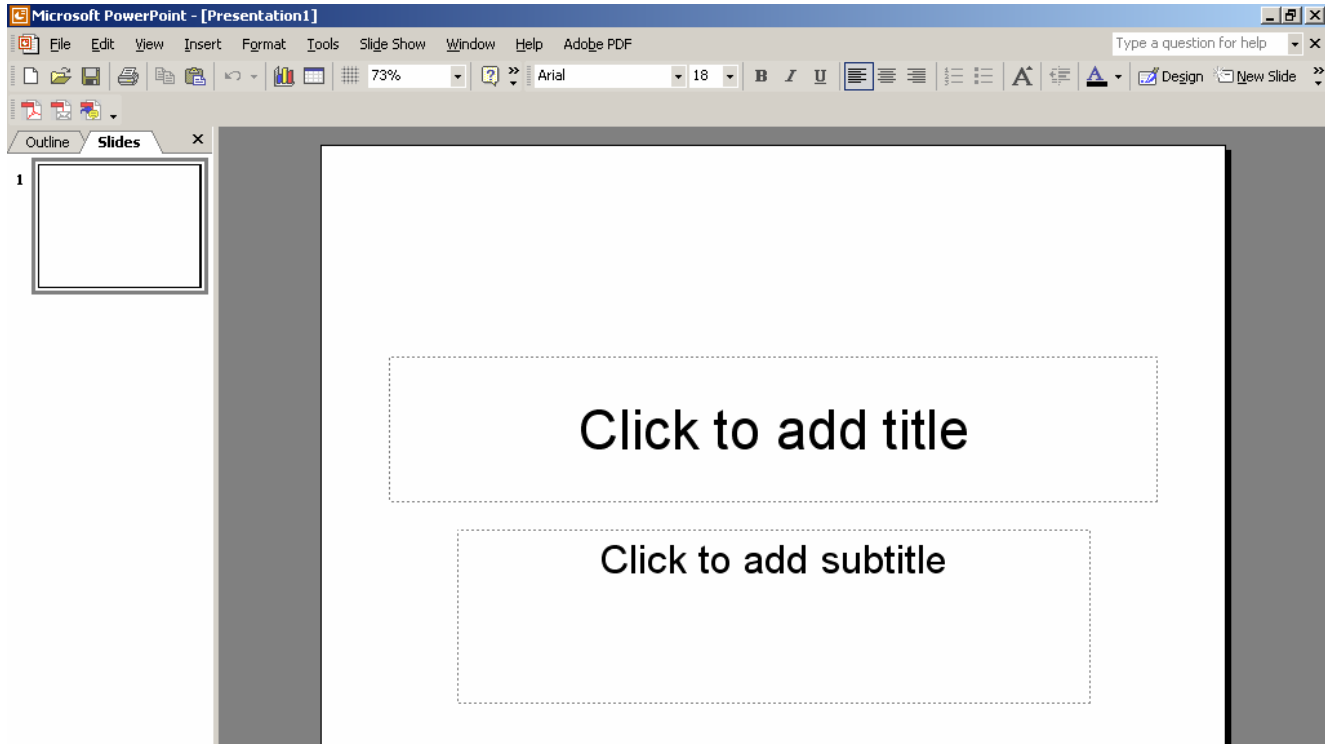 Microsoft PowerPoint - [Presentation1]
File Edit View Insert Format Tools Slide Show Window Help Adobe PDF Type a question for help
73% Arial 18 B I U A A Design New Slide
Outline Slides
1
Click to add title
Click to add subtitle